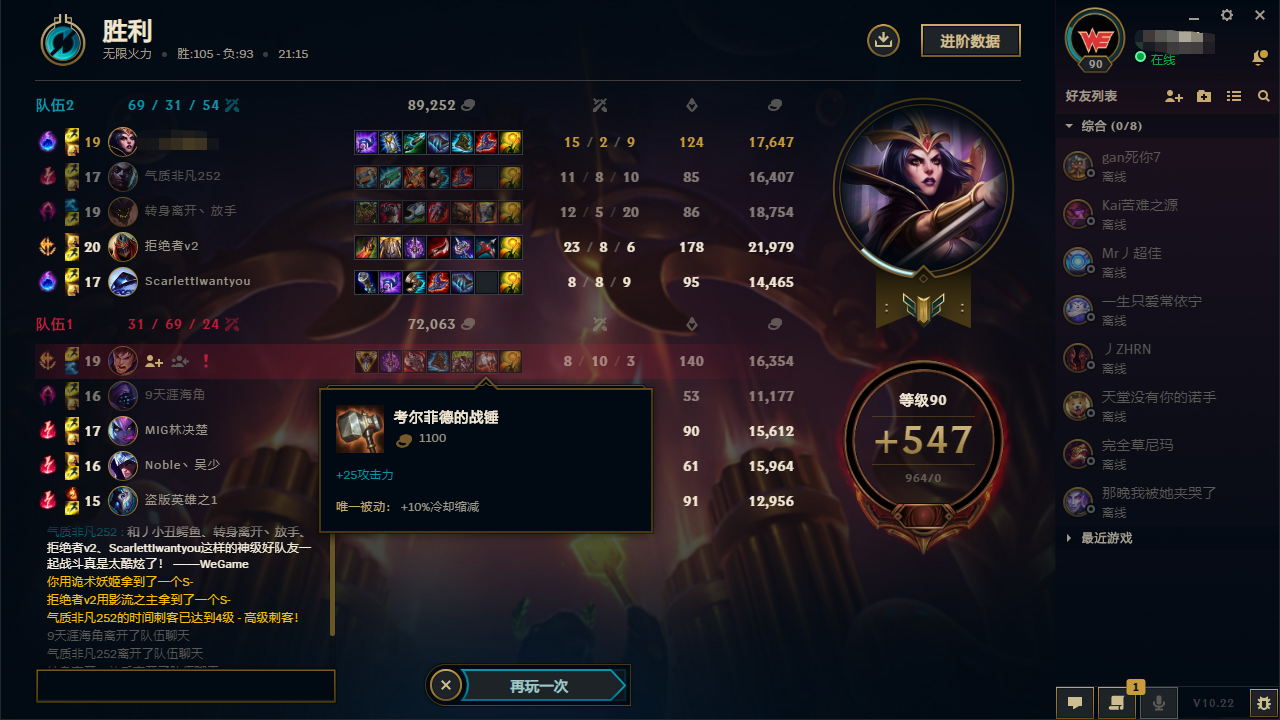 胜利
无限火力 • 胜:105 - 负:93 • 21:15
进阶数据
队伍2 69 / 31 / 54 89,252
19 15 / 2 / 9 124 17,647
17 气质非凡252 11 / 8 / 10 85 16,407
19 转身离开丶放手 12 / 5 / 20 86 18,754
20 拒绝者v2 23 / 8 / 6 178 21,979
17 ScarlettIwantyou 8 / 8 / 9 95 14,465
队伍1 31 / 69 / 24 72,063
19 8 / 10 / 3 140 16,354
16 9天涯海角 53 11,177
17 MIG林决楚 90 15,612
16 Noble丶吴少 61 15,964
15 盗版英雄之1 91 12,956
考尔菲德的战锤
1100
+25攻击力
唯一被动: +10%冷却缩减
气质非凡252 : 和丿小丑鳄鱼、转身离开丶放手、
拒绝者v2、ScarlettIwantyou这样的神级好队友一
起战斗真是太酷炫了! ——WeGame
你用诡术妖姬拿到了一个S-
拒绝者v2用影流之主拿到了一个S-
气质非凡252的时间刺客已达到4级 - 高级刺客!
9天涯海角离开了队伍聊天
气质非凡252离开了队伍聊天
再玩一次
等级90
+547
964/0
WE
90
在线
好友列表
综合 (0/8)
gan死你7
离线
Kai苦难之源
离线
Mr丿超佳
离线
一生只爱常依宁
离线
丿ZHRN
离线
天堂没有你的诺手
离线
完全草尼玛
离线
那晚我被她夹哭了
离线
最近游戏
1
V10.22